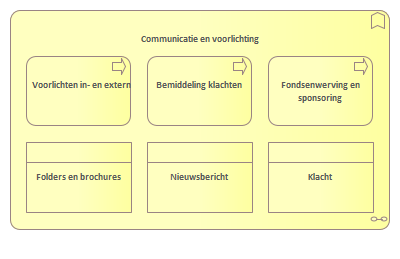 Communicatie en voorlichting
Voorlichten in- en extern
Bemiddeling klachten
Fondsenwerving en
sponsoring
Folders en brochures
Nieuwsbericht
Klacht